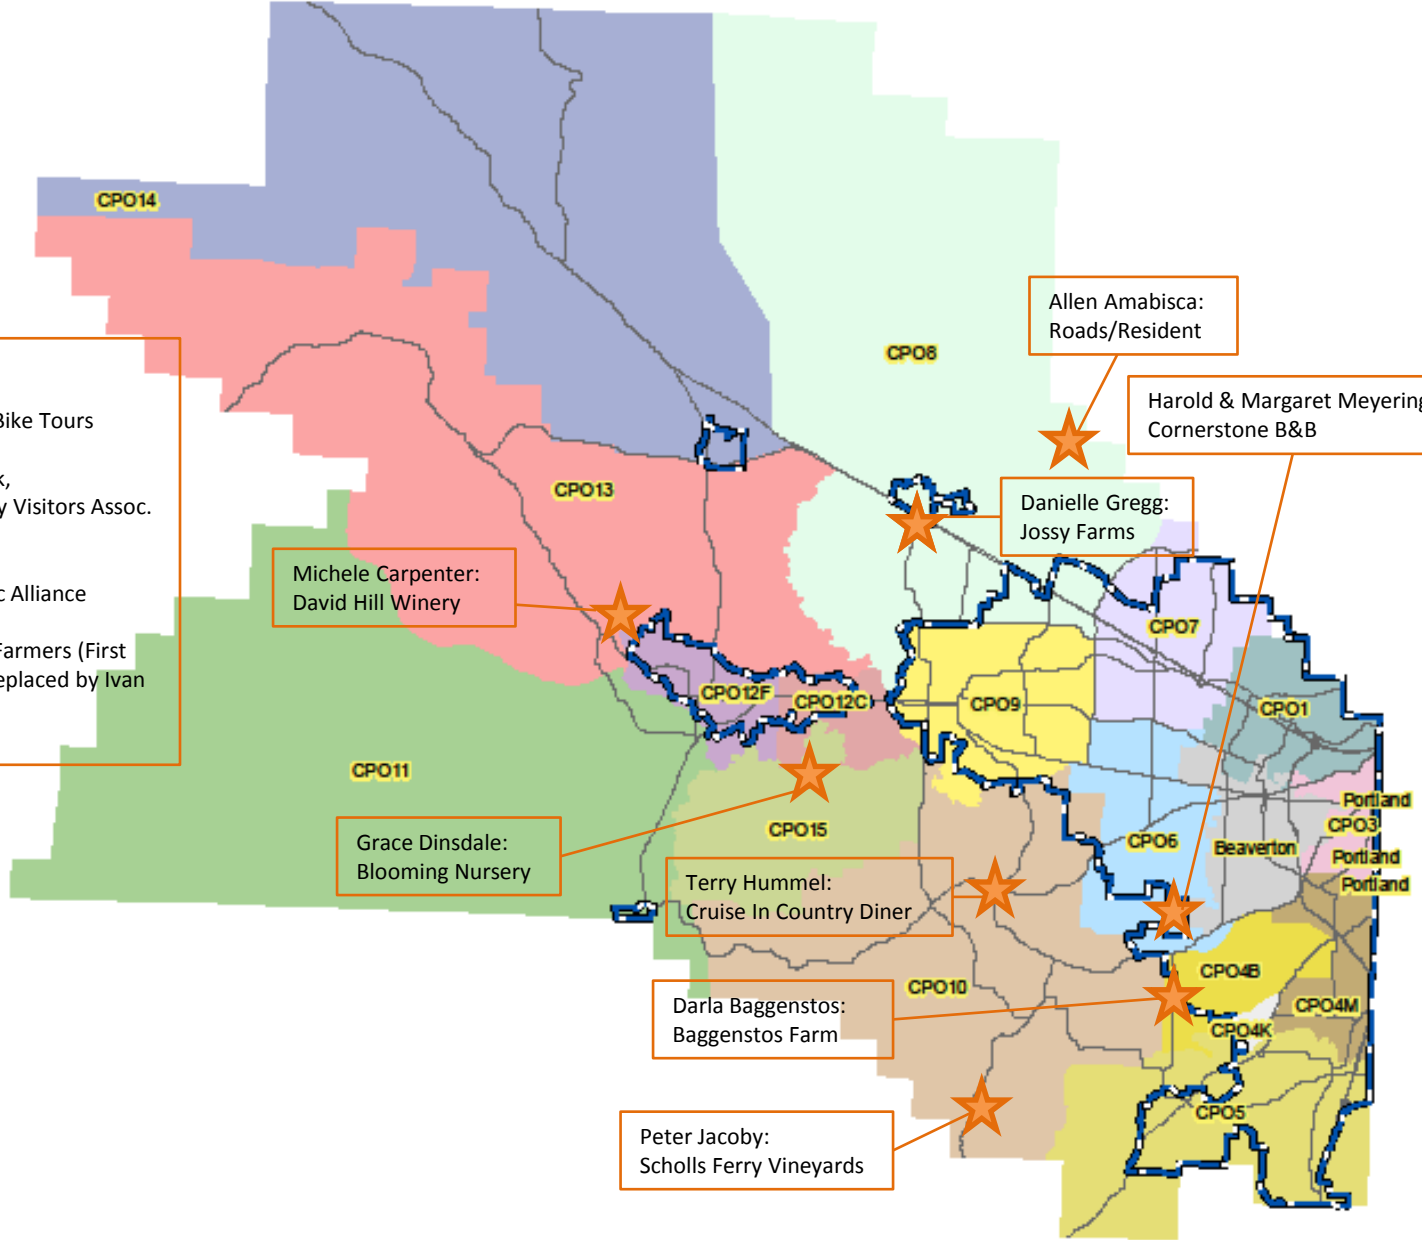 CPO14
Allen Amabisca:
Roads/Resident
CPO8
Harold & Margaret Meyering
Cornerstone B&B
Bike Tours
y Visitors Assoc.
c Alliance
Farmers (First
eplaced by Ivan
CPO13
Danielle Gregg:
Jossy Farms
Michele Carpenter:
David Hill Winery
CPO7
CPO12F
CPO12C
CPO9
CPO1
CPO11
Portland
CPO3
Portland
Portland
CPO15
CPO6
Beaverton
Grace Dinsdale:
Blooming Nursery
Terry Hummel:
Cruise In Country Diner
CPO4B
CPO10
CPO4M
Darla Baggenstos:
Baggenstos Farm
CPO4K
CPO5
Peter Jacoby:
Scholls Ferry Vineyards